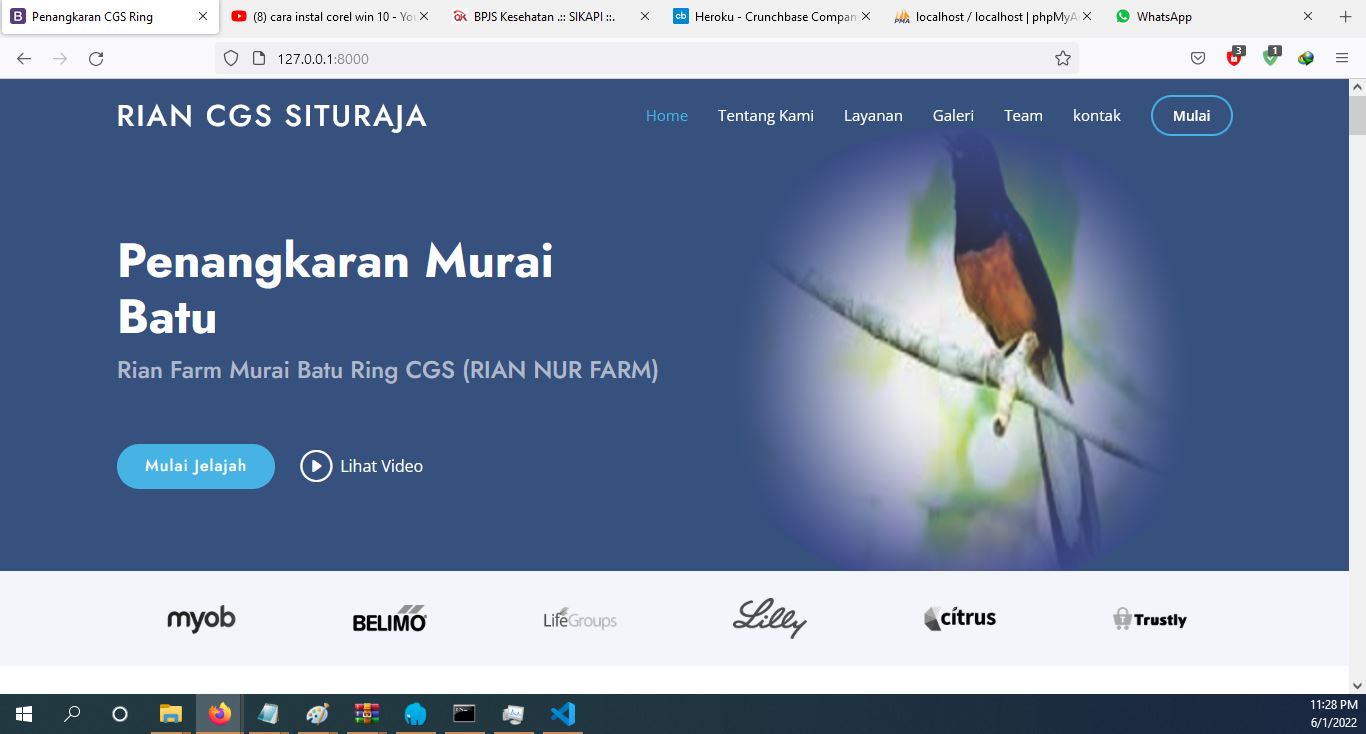 Penangkaran CGS Ring
(8) cara instal corel win 10 - You
BPJS Kesehatan .:: SIKAPI ::.
Heroku - Crunchbase Compan
localhost / localhost | phpMyA
WhatsApp
127.0.0.1:8000
3
1
RIAN CGS SITURAJA
Home
Tentang Kami
Layanan
Galeri
Team
kontak
Mulai
Penangkaran Murai
Batu
Rian Farm Murai Batu Ring CGS (RIAN NUR FARM)
Mulai Jelajah
Lihat Video
myob
BELIMO
LifeGroups
Lilly
citrus
Trustly
11:28 PM
6/1/2022